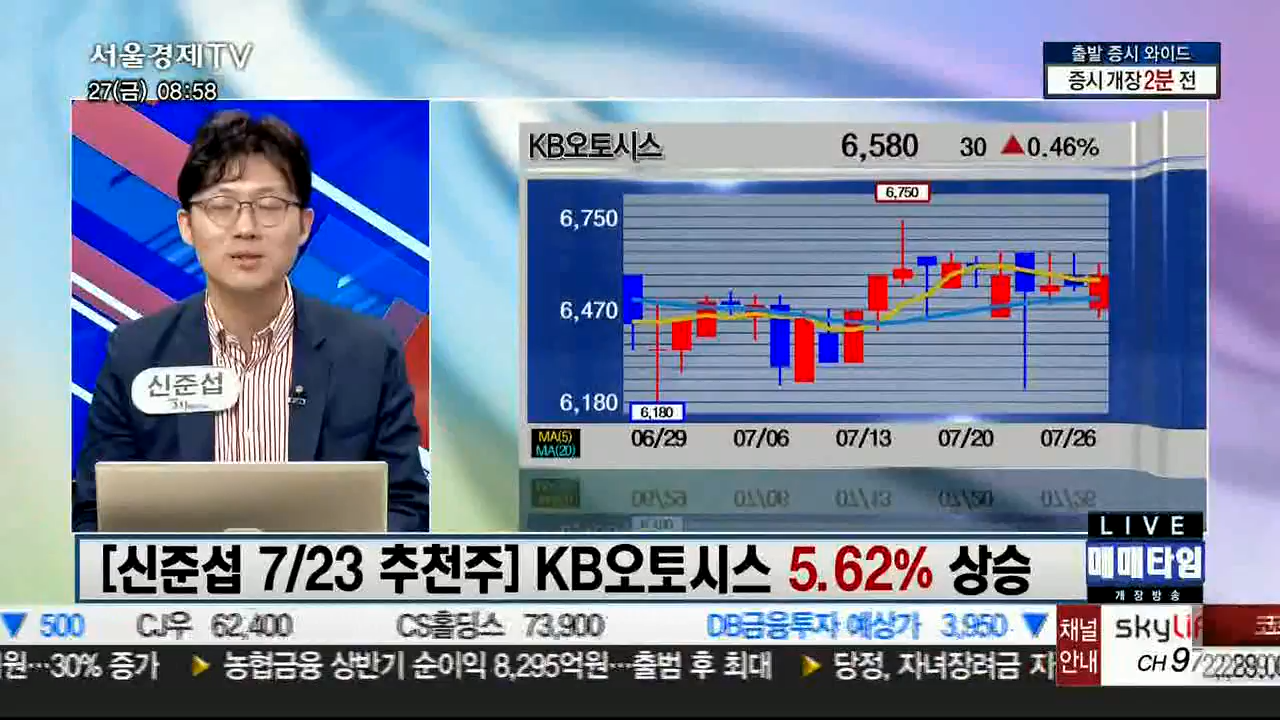 서울경제TV
27(금) 08:58
출발 증시 와이드
증시 개장 2분 전
KB오토시스 6,580 30 ▲0.46%
6,750
6,750
6,470
6,180
6,180
MA(5)
MA(20)
06/29 07/06 07/13 07/20 07/26
신준섭
LIVE
매매타임
개장방송
[신준섭 7/23 추천주] KB오토시스 5.62% 상승
▼ 500 CJ우 62,400 CS홀딩스 73,900 DB금융투자 예상가 3,950 ▼
채널
안내
CH 97
원…30% 증가 ▶ 농협금융 상반기 순이익 8,295억원…출범 후 최대 ▶ 당정, 자녀장려금